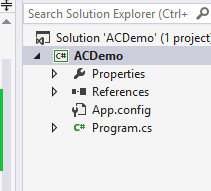 Search Solution Explorer (Ctrl+
Solution 'ACDemo' (1 project)
C# ACDemo
Properties
References
App.config
C# Program.cs